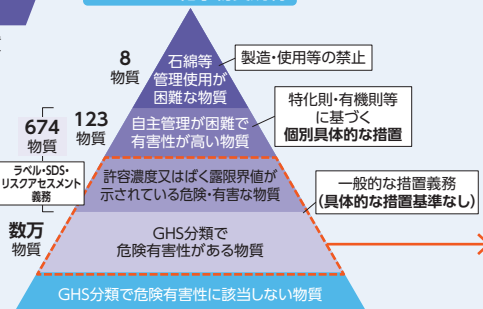 8
物質
石綿等
管理使用が
困難な物質
製造・使用等の禁止
123
物質
自主管理が困難で
有害性が高い物質
特化則・有機則等
に基づく
個別具体的な措置
674
物質
ラベル・SDS・
リスクアセスメント
義務
許容濃度又はばく露限界値が
示されている危険・有害な物質
一般的な措置義務
(具体的な措置基準なし)
数万
物質
GHS分類で
危険有害性がある物質
GHS分類で危険有害性に該当しない物質